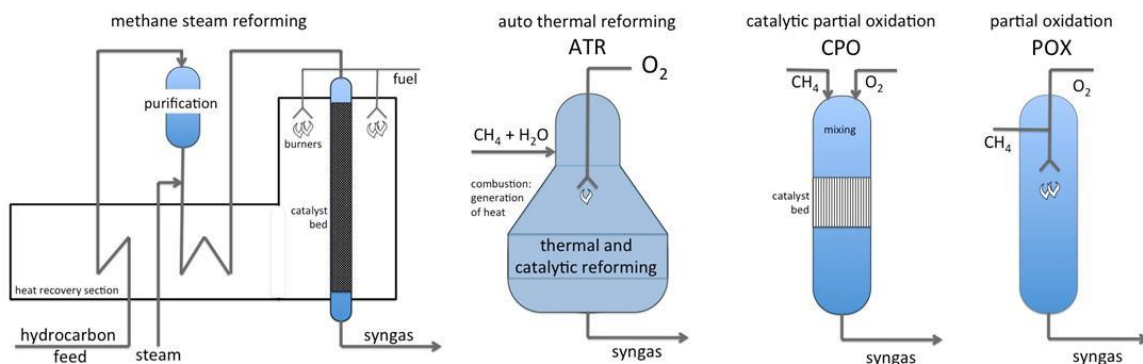 methane steam reforming
purification
fuel
burners
catalyst
bed
heat recovery section
hydrocarbon
feed
steam
syngas
auto thermal reforming
ATR
O₂
CH₄ + H₂O
combustion:
generation
of heat
thermal and
catalytic reforming
syngas
catalytic partial oxidation
CPO
CH₄
O₂
mixing
catalyst
bed
syngas
partial oxidation
POX
O₂
CH₄
syngas